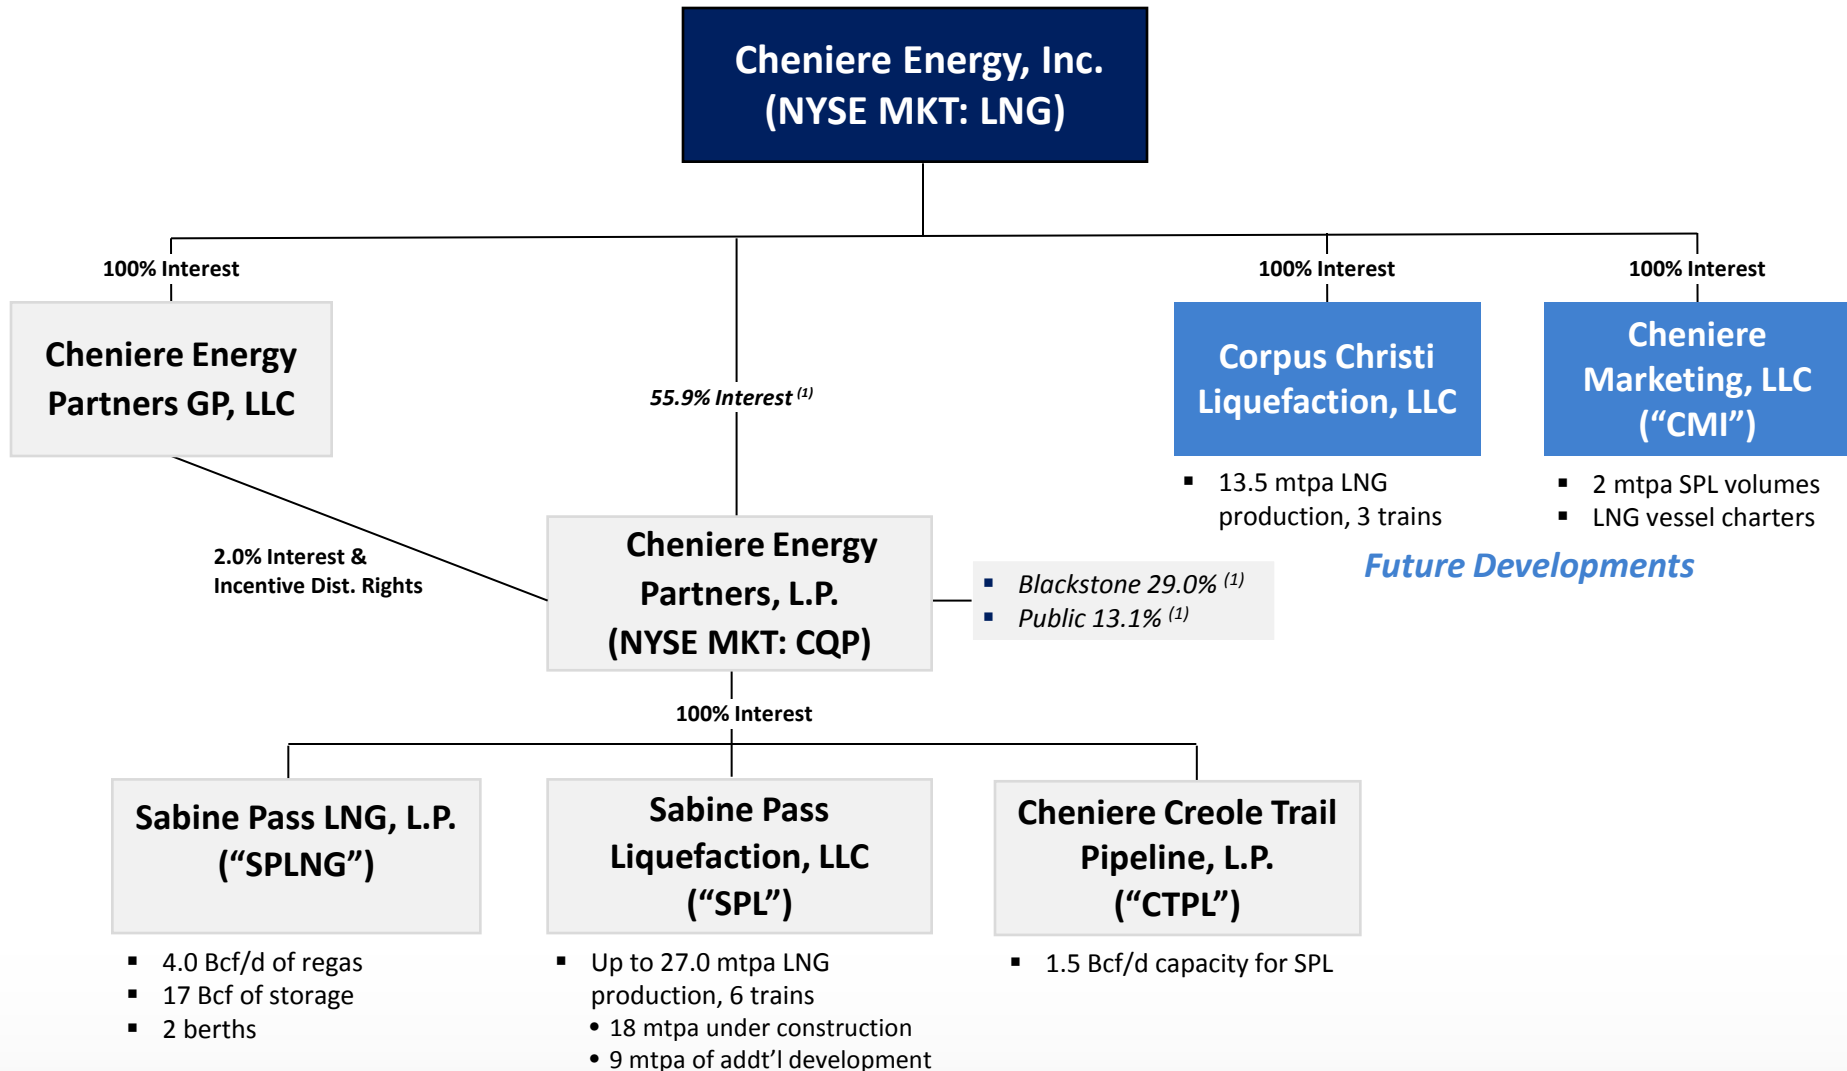 Cheniere Energy, Inc.
(NYSE MKT: LNG)
100% Interest
100% Interest
100% Interest
Cheniere Energy
Partners GP, LLC
55.9% Interest (1)
Corpus Christi
Liquefaction, LLC
Cheniere
Marketing, LLC
(“CMI”)
▪ 13.5 mtpa LNG
production, 3 trains
▪ 2 mtpa SPL volumes
▪ LNG vessel charters
Future Developments
2.0% Interest &
Incentive Dist. Rights
Cheniere Energy
Partners, L.P.
(NYSE MKT: CQP)
▪ Blackstone 29.0% (1)
▪ Public 13.1% (1)
100% Interest
Sabine Pass LNG, L.P.
(“SPLNG”)
Sabine Pass
Liquefaction, LLC
(“SPL”)
Cheniere Creole Trail
Pipeline, L.P.
(“CTPL”)
▪ 4.0 Bcf/d of regas
▪ 17 Bcf of storage
▪ 2 berths
▪ Up to 27.0 mtpa LNG
production, 6 trains
• 18 mtpa under construction
• 9 mtpa of addt’l development
▪ 1.5 Bcf/d capacity for SPL